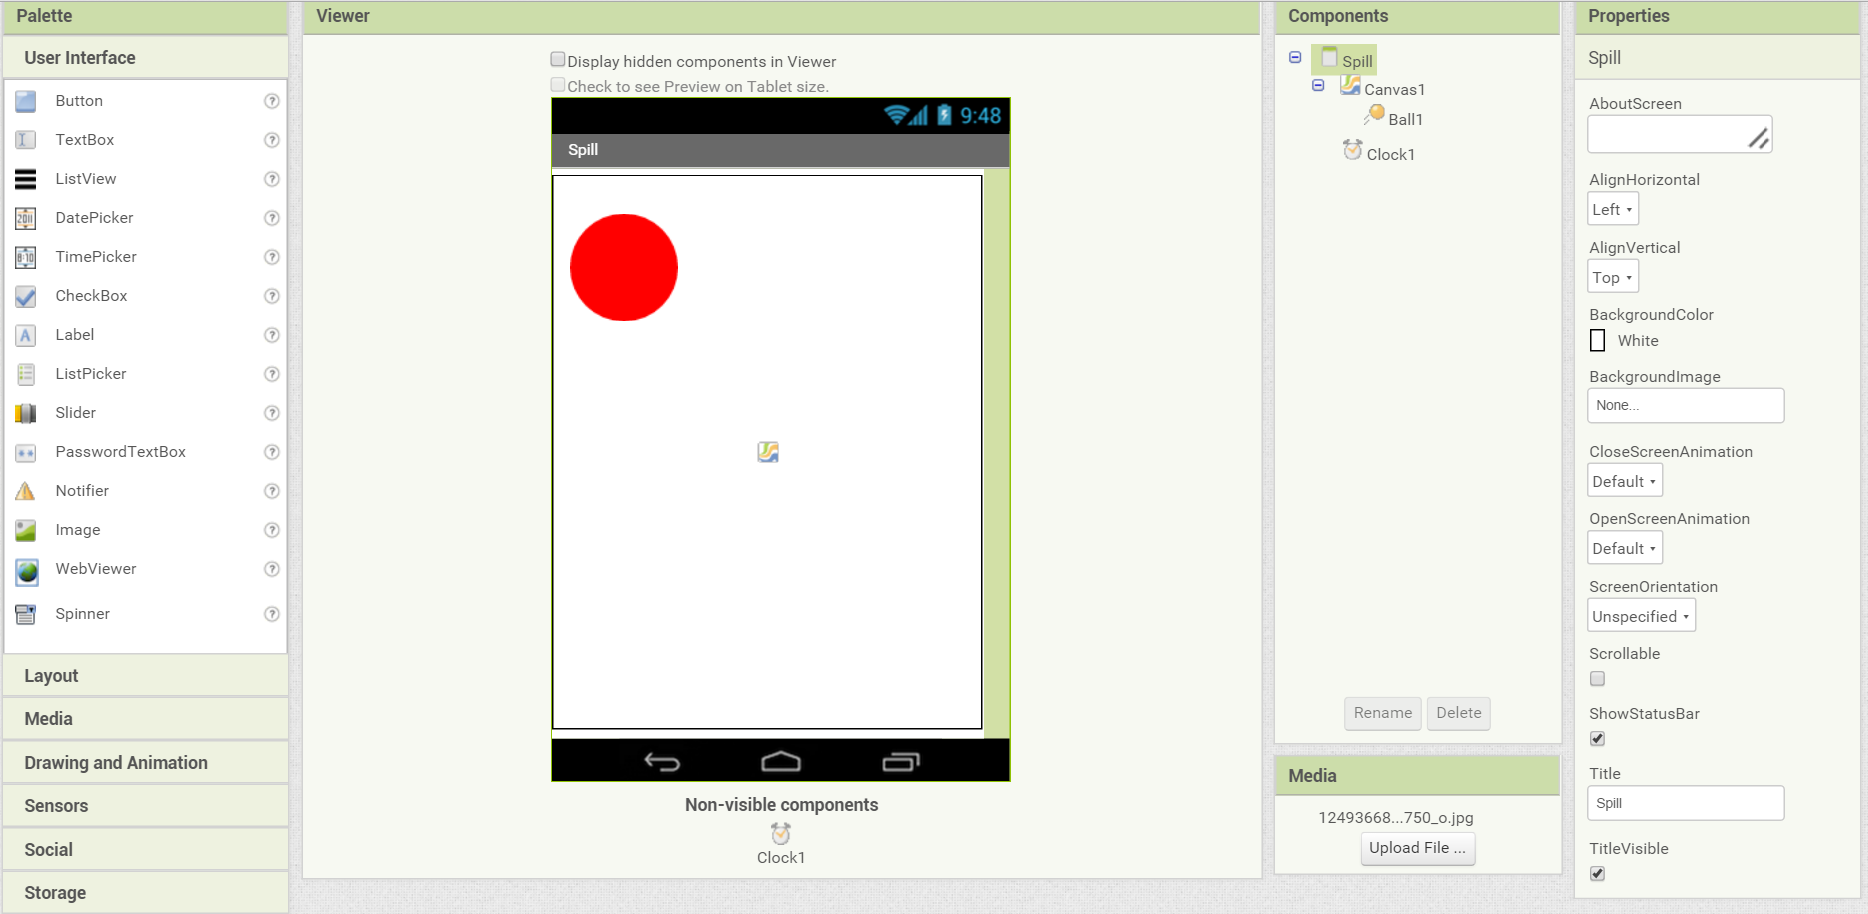 Palette
User Interface
Button
TextBox
ListView
DatePicker
TimePicker
CheckBox
Label
ListPicker
Slider
PasswordTextBox
Notifier
Image
WebViewer
Spinner
Layout
Media
Drawing and Animation
Sensors
Social
Storage
Viewer
Display hidden components in Viewer
Check to see Preview on Tablet size.
9:48
Spill
Non-visible components
Clock1
Components
Spill
Canvas1
Ball1
Clock1
Rename Delete
Media
12493668...750_o.jpg
Upload File ...
Properties
Spill
AboutScreen
AlignHorizontal
Left
AlignVertical
Top
BackgroundColor
White
BackgroundImage
None...
CloseScreenAnimation
Default
OpenScreenAnimation
Default
ScreenOrientation
Unspecified
Scrollable
ShowStatusBar
Title
Spill
TitleVisible